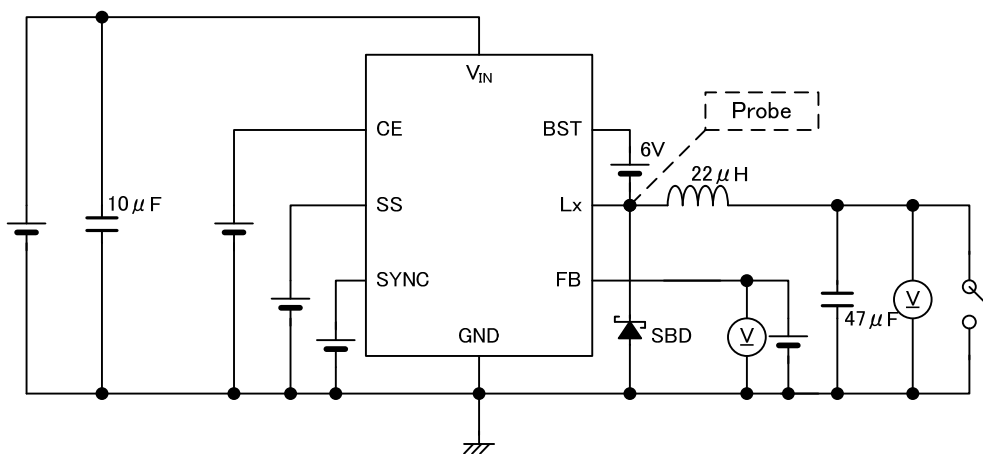 V_IN
CE
BST
Probe
6V
22μH
10μF
SS
Lx
SYNC
FB
GND
SBD
V
47μF
V